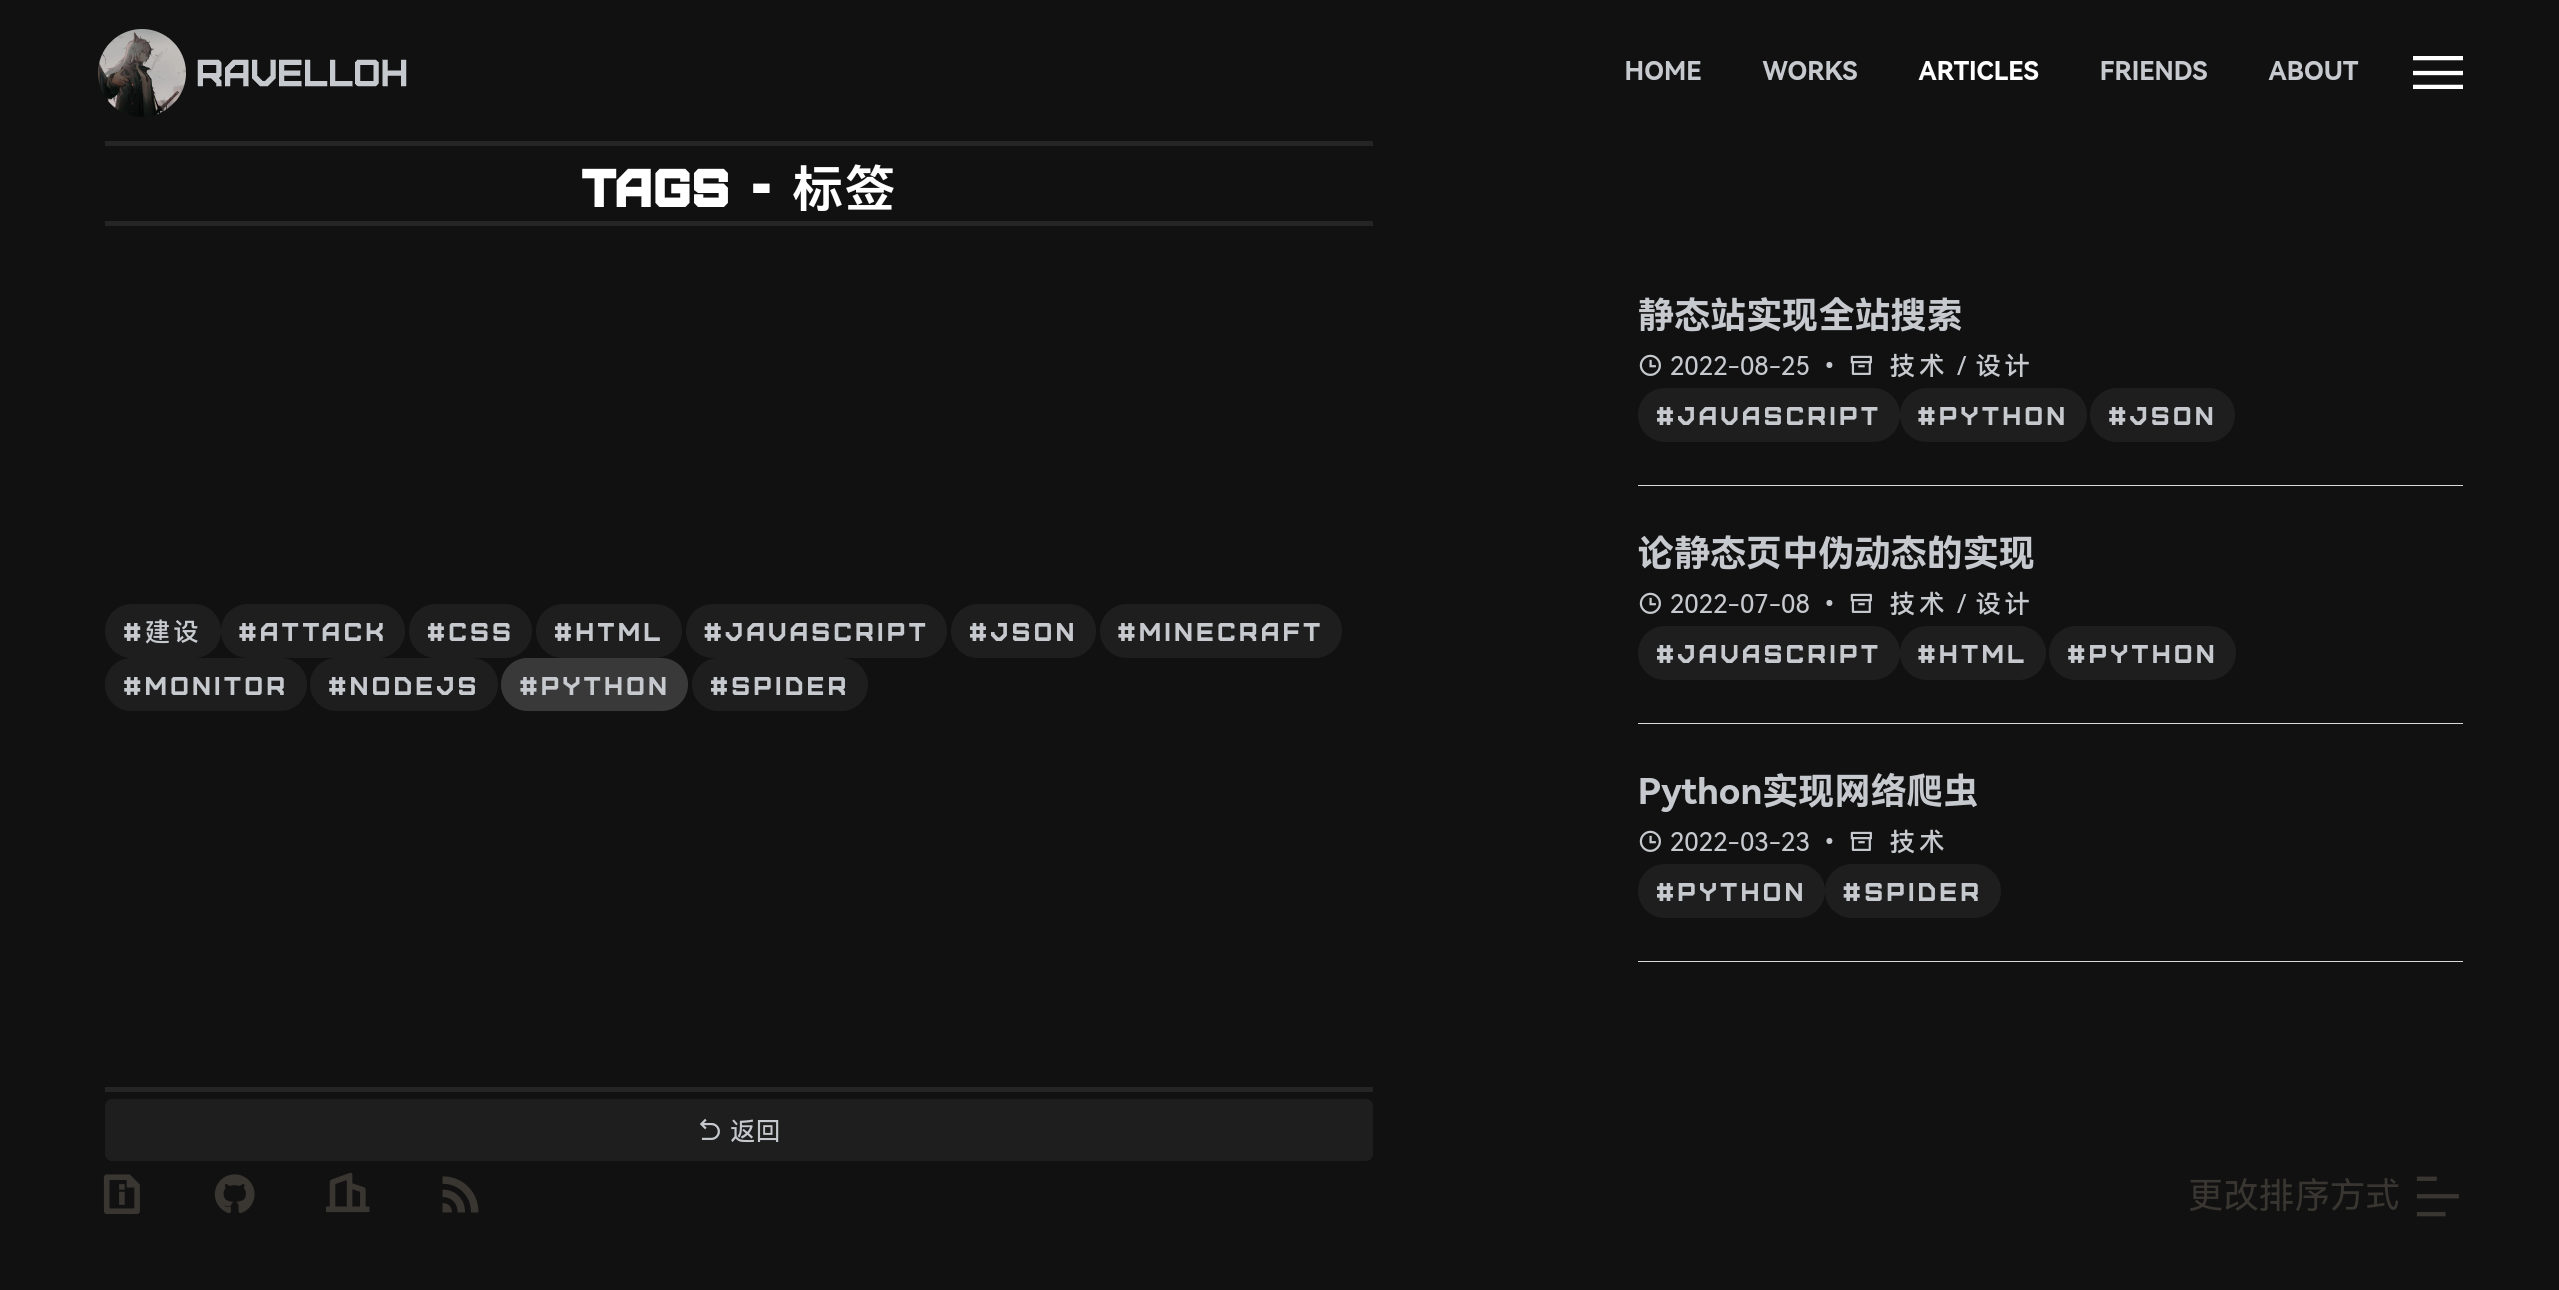 RAVELLOH
HOME WORKS ARTICLES FRIENDS ABOUT
TAGS - 标签
#建设 #ATTACK #CSS #HTML #JAVASCRIPT #JSON #MINECRAFT
#MONITOR #NODEJS #PYTHON #SPIDER
返回
静态站实现全站搜索
2022-08-25 • 技术 / 设计
#JAVASCRIPT #PYTHON #JSON
论静态页中伪动态的实现
2022-07-08 • 技术 / 设计
#JAVASCRIPT #HTML #PYTHON
Python实现网络爬虫
2022-03-23 • 技术
#PYTHON #SPIDER
更改排序方式